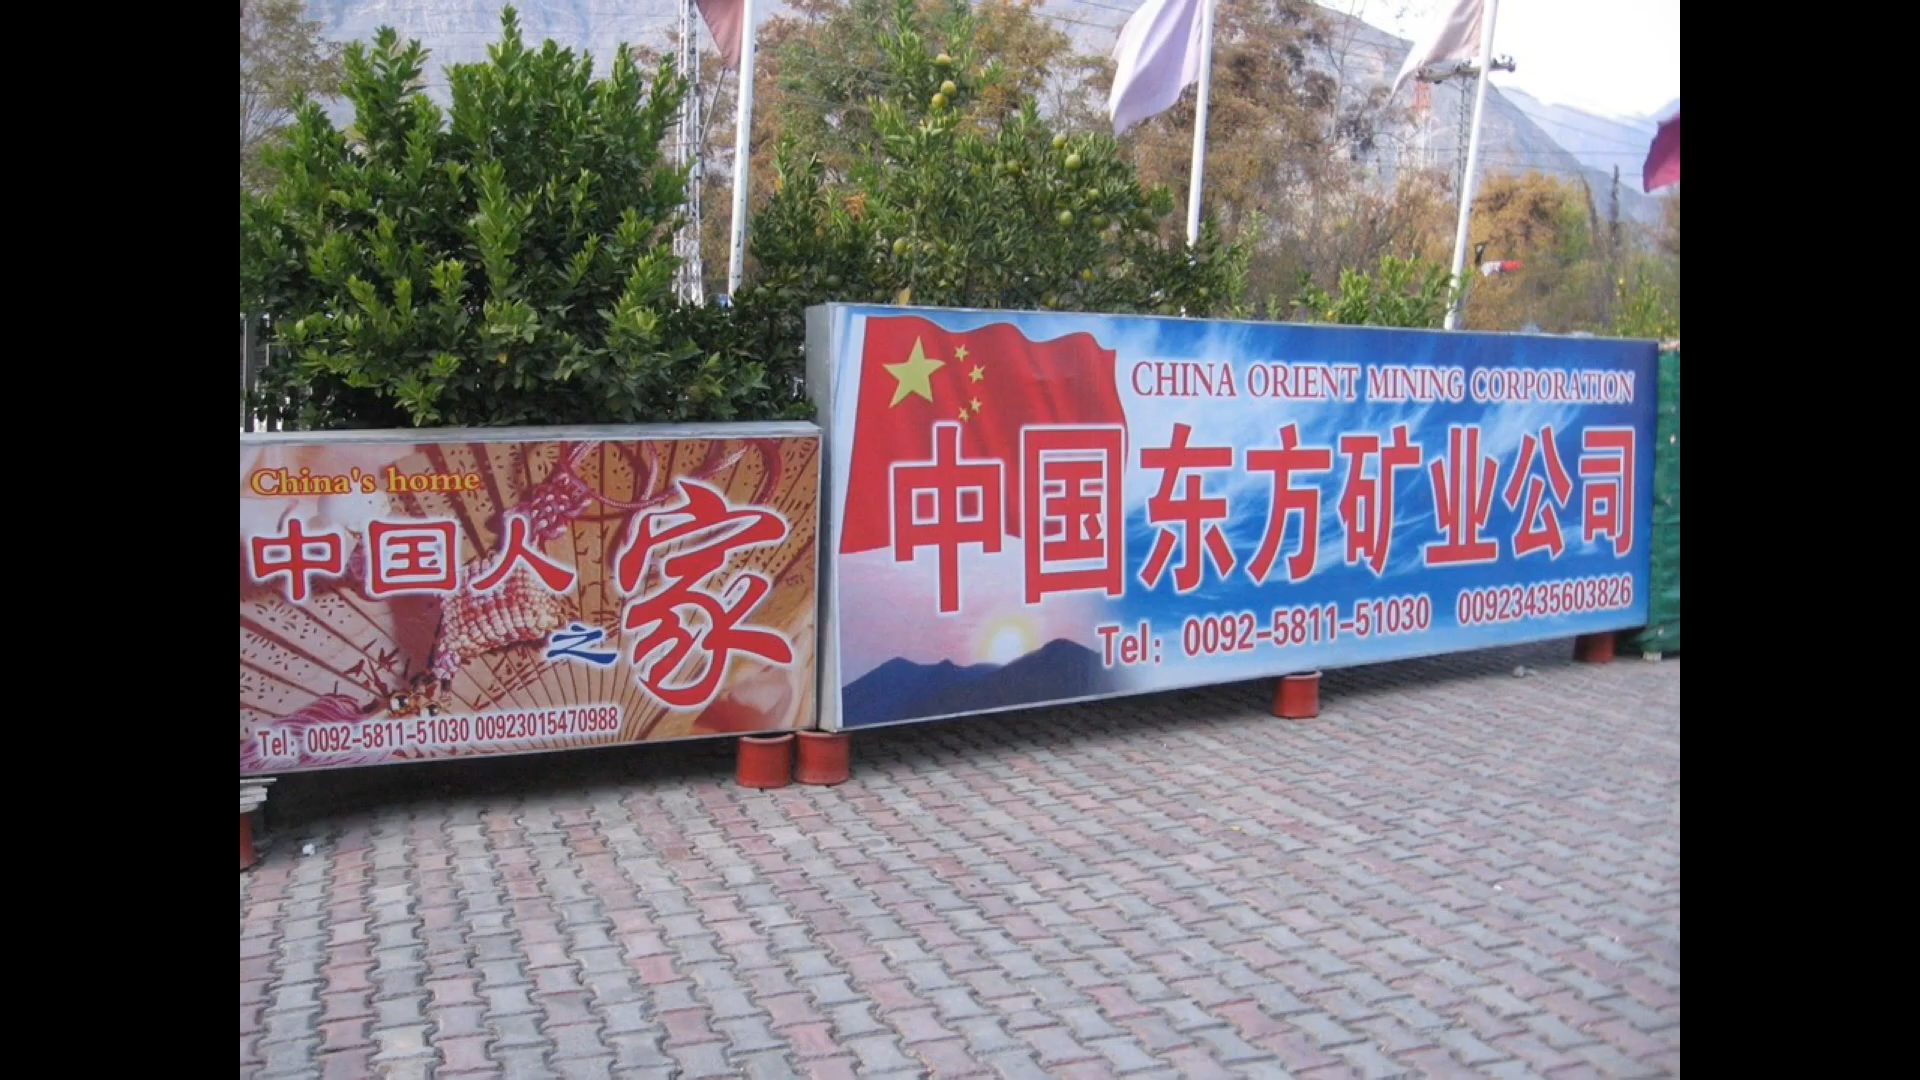 China's home
中国人之家
Tel: 0092-5811-51030 00923015470988
CHINA ORIENT MINING CORPORATION
中国东方矿业公司
Tel: 0092-5811-51030 00923435603826